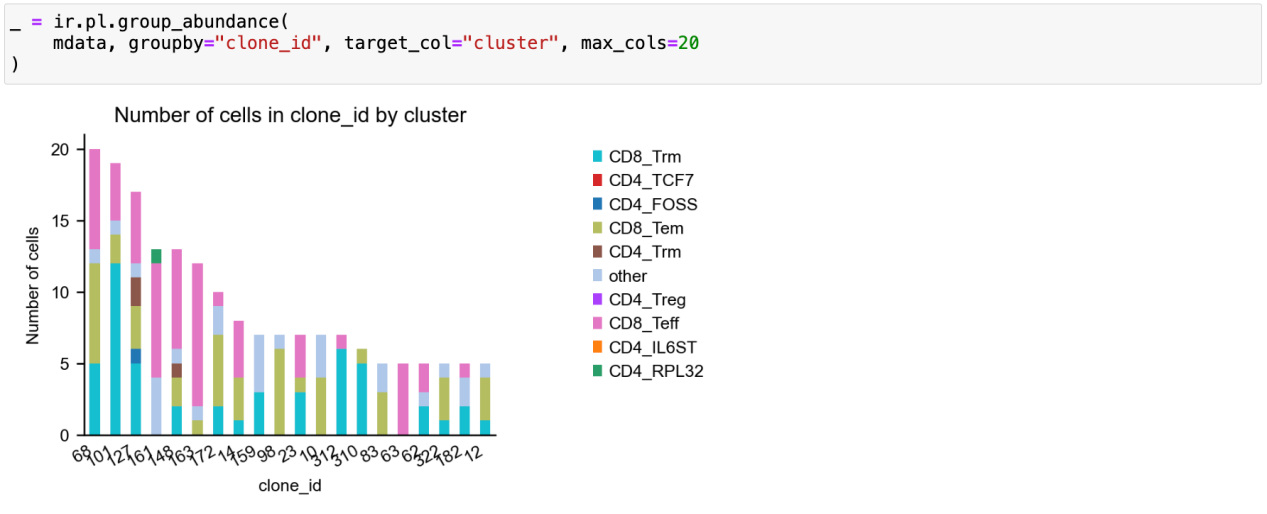 _ = ir.pl.group_abundance(
    mdata, groupby="clone_id", target_col="cluster", max_cols=20
)
Number of cells in clone_id by cluster
20
15
10
5
0
Number of cells
68 101 127 161 148 163 172 14 159 98 23 10 312 310 83 63 62 322 182 12
clone_id
CD8_Trm
CD4_TCF7
CD4_FOSS
CD8_Tem
CD4_Trm
other
CD4_Treg
CD8_Teff
CD4_IL6ST
CD4_RPL32